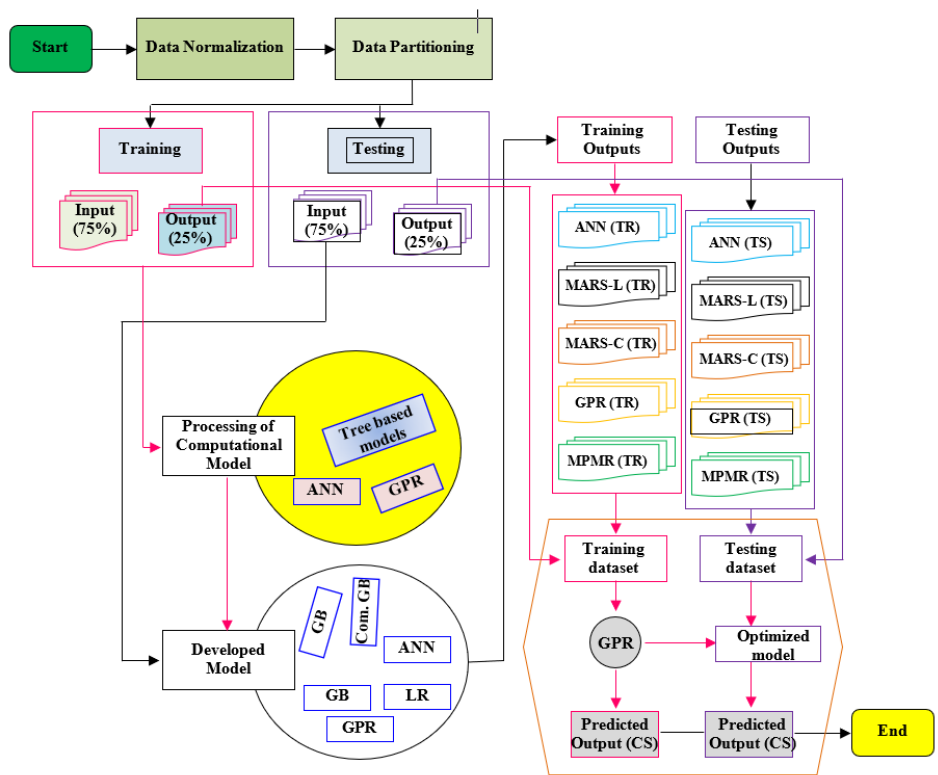 Start
Data Normalization
Data Partitioning
Training
Testing
Input
(75%)
Output
(25%)
Input
(75%)
Output
(25%)
Training
Outputs
Testing
Outputs
ANN (TR)
MARS-L (TR)
MARS-C (TR)
GPR (TR)
MPMR (TR)
ANN (TS)
MARS-L (TS)
MARS-C (TS)
GPR (TS)
MPMR (TS)
Processing of
Computational
Model
Tree based
models
ANN
GPR
Developed
Model
GB
Com. GB
ANN
GB
LR
GPR
Training
dataset
Testing
dataset
GPR
Optimized
model
Predicted
Output (CS)
Predicted
Output (CS)
End